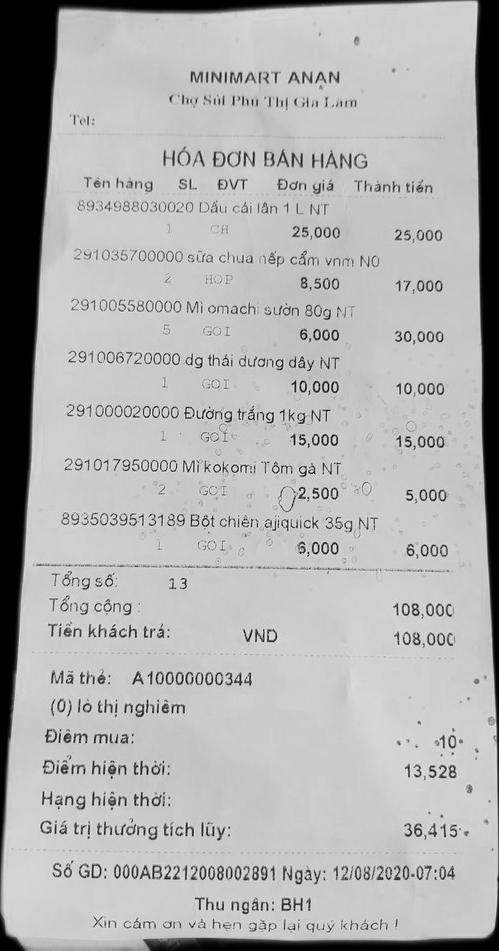 MINIMART ANAN
Chợ Sủi Phú Thị Gia Lâm
Tel:
HÓA ĐƠN BÁN HÀNG
Tên hàng SL ĐVT Đơn giá Thành tiền
8934988030020 Dầu cái lân 1 L NT
1 CH 25,000 25,000
291035700000 sữa chua nếp cẩm vnm N0
2 HOP 8,500 17,000
291005580000 Mì omachi sườn 80g NT
5 GOI 6,000 30,000
291006720000 dg thái dương dây NT
1 GOI 10,000 10,000
291000020000 Đường trắng 1kg NT
1 GOI 15,000 15,000
291017950000 Mì kokomi Tôm gà NT
2 GOI 2,500 5,000
8935039513189 Bột chiên ajiquick 35g NT
1 GOI 6,000 6,000
Tổng số: 13
Tổng cộng : 108,000
Tiền khách trả: VND 108,000
Mã thẻ: A10000000344
(0) lò thị nghiêm
Điểm mua: 10
Điểm hiện thời: 13,528
Hạng hiện thời:
Giá trị thưởng tích lũy: 36,415
Số GD: 000AB2212008002891 Ngày: 12/08/2020-07:04
Thu ngân: BH1
Xin cảm ơn và hẹn gặp lại quý khách !